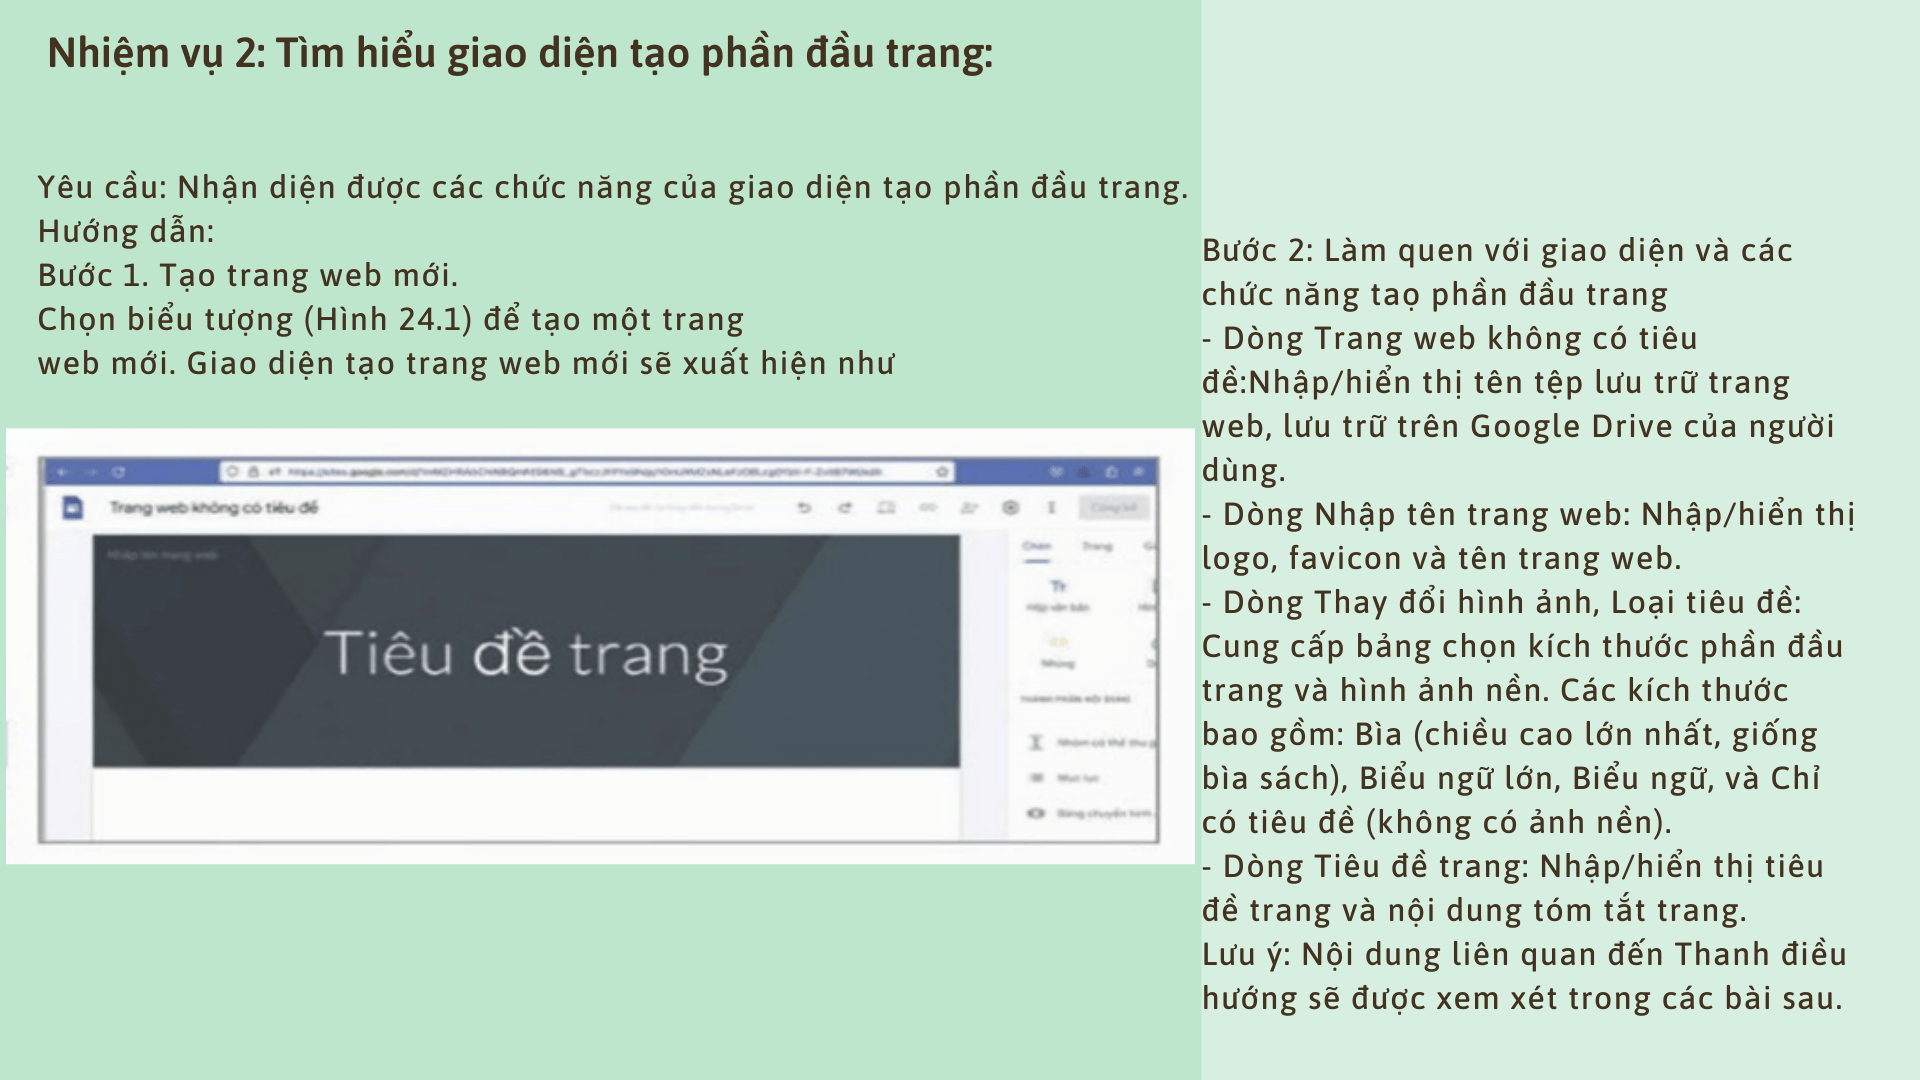 Nhiệm vụ 2: Tìm hiểu giao diện tạo phần đầu trang:
Yêu cầu: Nhận diện được các chức năng của giao diện tạo phần đầu trang.
Hướng dẫn:
Bước 1. Tạo trang web mới.
Chọn biểu tượng (Hình 24.1) để tạo một trang
web mới. Giao diện tạo trang web mới sẽ xuất hiện như
Trang web không có tiêu đề
Nhập tên trang web
Tiêu đề trang
Chèn Trang
Hộp văn bản
Nhúng
Mục lục
Bước 2: Làm quen với giao diện và các
chức năng taọ phần đầu trang
- Dòng Trang web không có tiêu
đề:Nhập/hiển thị tên tệp lưu trữ trang
web, lưu trữ trên Google Drive của người
dùng.
- Dòng Nhập tên trang web: Nhập/hiển thị
logo, favicon và tên trang web.
- Dòng Thay đổi hình ảnh, Loại tiêu đề:
Cung cấp bảng chọn kích thước phần đầu
trang và hình ảnh nền. Các kích thước
bao gồm: Bìa (chiều cao lớn nhất, giống
bìa sách), Biểu ngữ lớn, Biểu ngữ, và Chỉ
có tiêu đề (không có ảnh nền).
- Dòng Tiêu đề trang: Nhập/hiển thị tiêu
đề trang và nội dung tóm tắt trang.
Lưu ý: Nội dung liên quan đến Thanh điều
hướng sẽ được xem xét trong các bài sau.